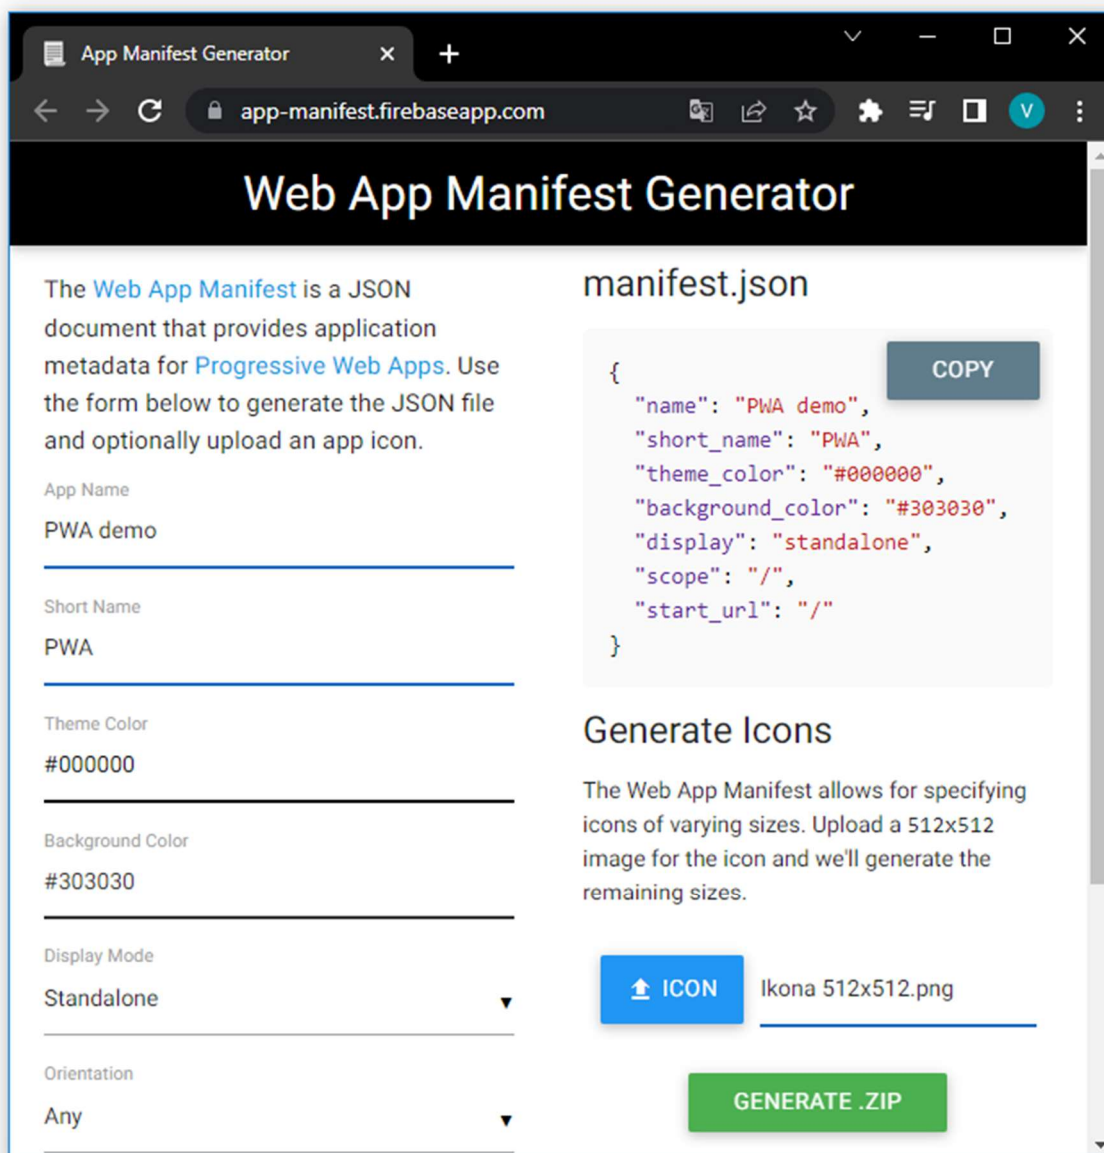 App Manifest Generator
app-manifest.firebaseapp.com
V
Web App Manifest Generator
The Web App Manifest is a JSON
document that provides application
metadata for Progressive Web Apps. Use
the form below to generate the JSON file
and optionally upload an app icon.
App Name
PWA demo
Short Name
PWA
Theme Color
#000000
Background Color
#303030
Display Mode
Standalone
Orientation
Any
manifest.json
COPY
{
"name": "PWA demo",
"short_name": "PWA",
"theme_color": "#000000",
"background_color": "#303030",
"display": "standalone",
"scope": "/",
"start_url": "/"
}
Generate Icons
The Web App Manifest allows for specifying
icons of varying sizes. Upload a 512x512
image for the icon and we'll generate the
remaining sizes.
ICON
Ikona 512x512.png
GENERATE .ZIP